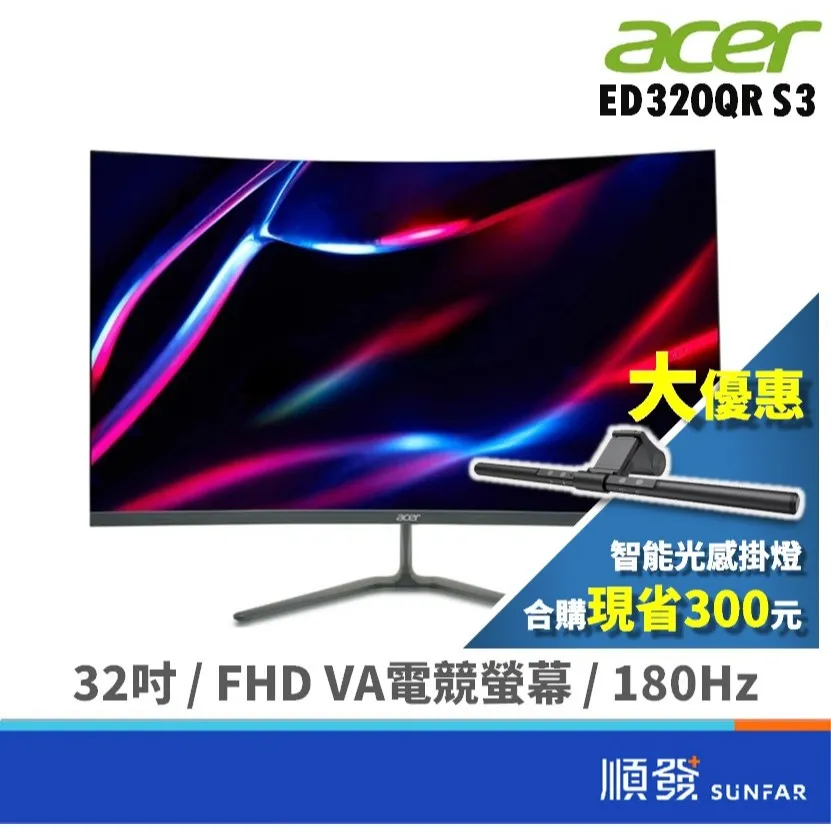 acer
ED320QR S3
acer
大優惠
智能光感掛燈
合購現省300元
32吋 / FHD VA電競螢幕 / 180Hz
順發 SUNFAR